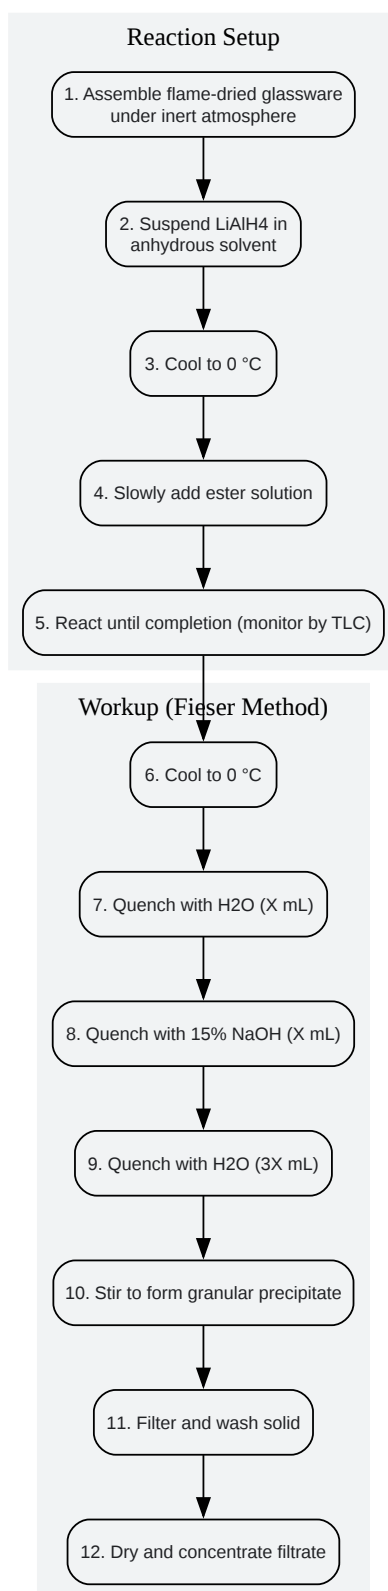 Reaction Setup
1. Assemble flame-dried glassware
under inert atmosphere
2. Suspend LiAlH4 in
anhydrous solvent
3. Cool to 0 °C
4. Slowly add ester solution
5. React until completion (monitor by TLC)
Workup (Fieser Method)
6. Cool to 0 °C
7. Quench with H2O (X mL)
8. Quench with 15% NaOH (X mL)
9. Quench with H2O (3X mL)
10. Stir to form granular precipitate
11. Filter and wash solid
12. Dry and concentrate filtrate